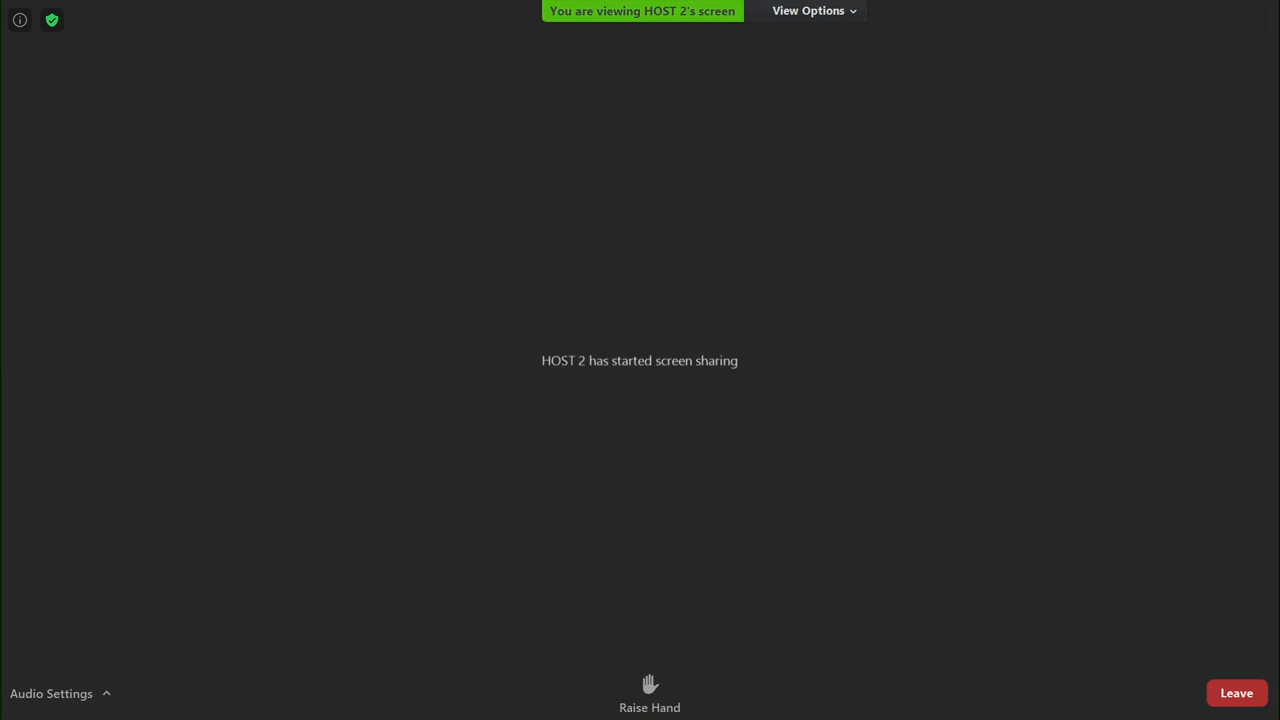 You are viewing HOST 2's screen
View Options
HOST 2 has started screen sharing
Audio Settings
Raise Hand
Leave